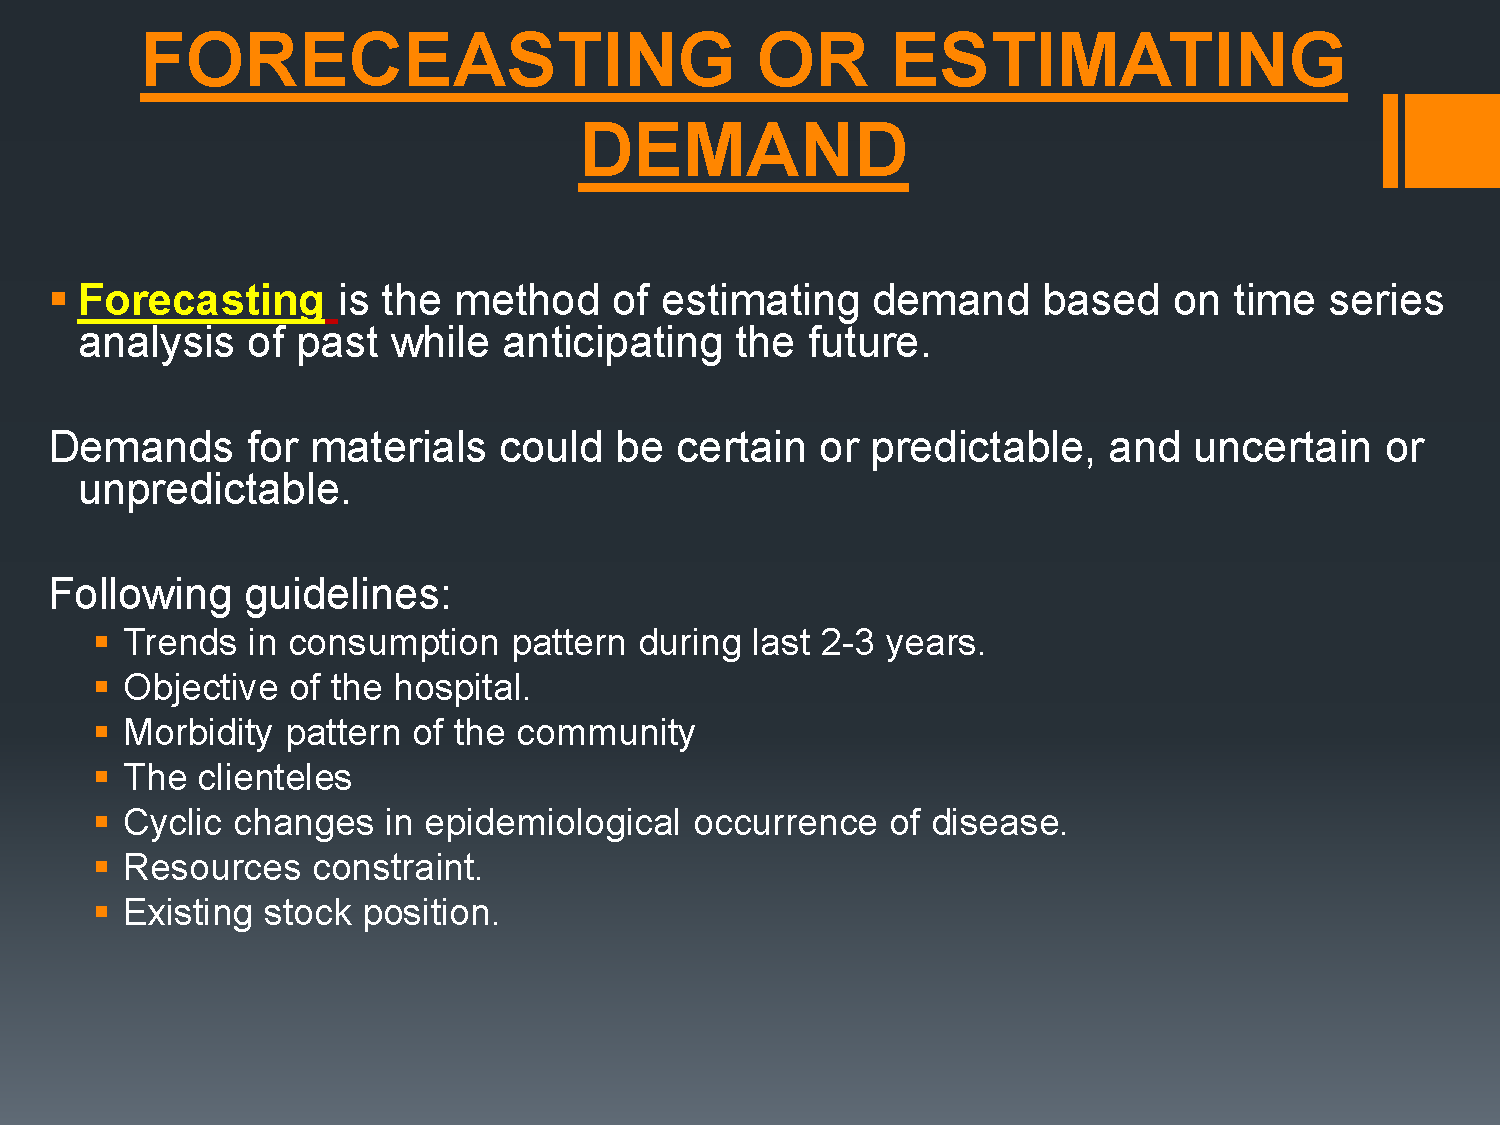 FORECEASTING OR ESTIMATING
DEMAND
▪ Forecasting is the method of estimating demand based on time series
analysis of past while anticipating the future.
Demands for materials could be certain or predictable, and uncertain or
unpredictable.
Following guidelines:
▪ Trends in consumption pattern during last 2-3 years.
▪ Objective of the hospital.
▪ Morbidity pattern of the community
▪ The clienteles
▪ Cyclic changes in epidemiological occurrence of disease.
▪ Resources constraint.
▪ Existing stock position.